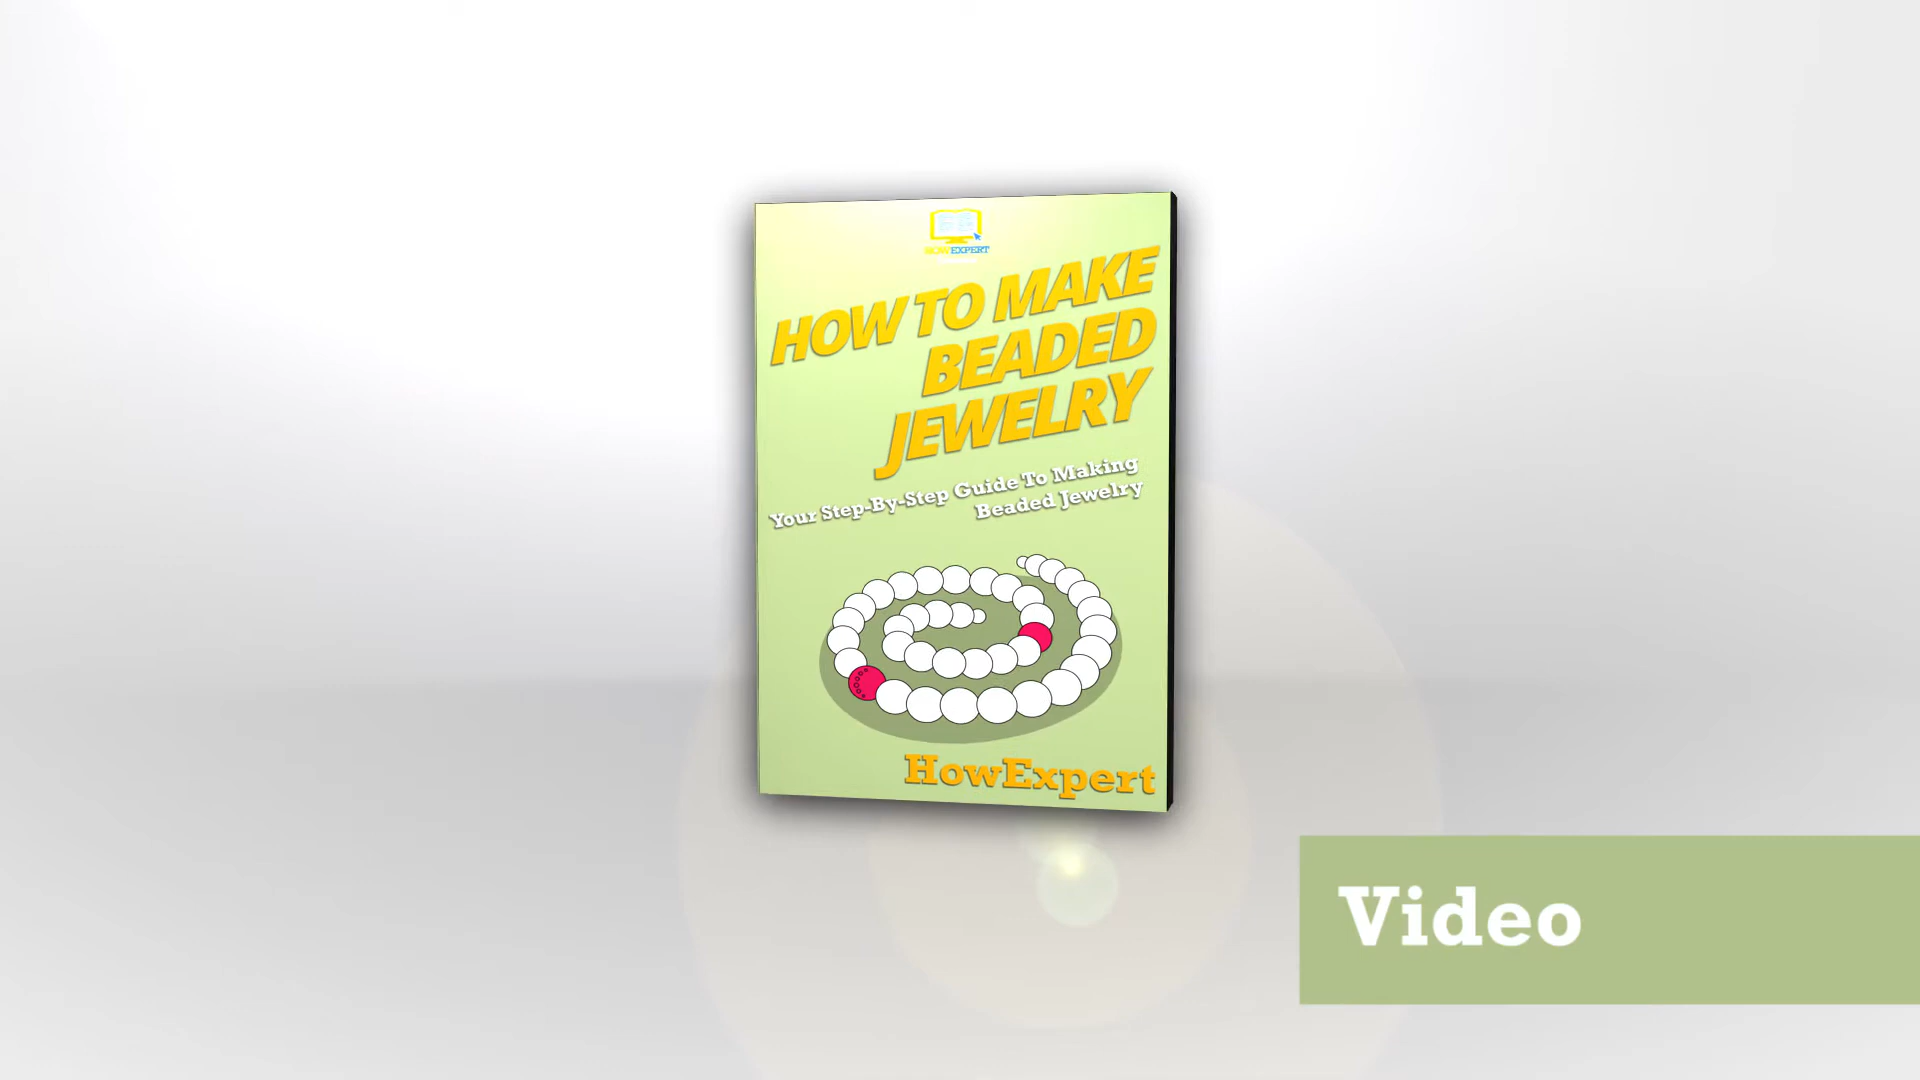 HOWEXPERT
HOW TO MAKE
BEADED
JEWELRY
Your Step-By-Step Guide To Making
Beaded Jewelry
HowExpert
Video